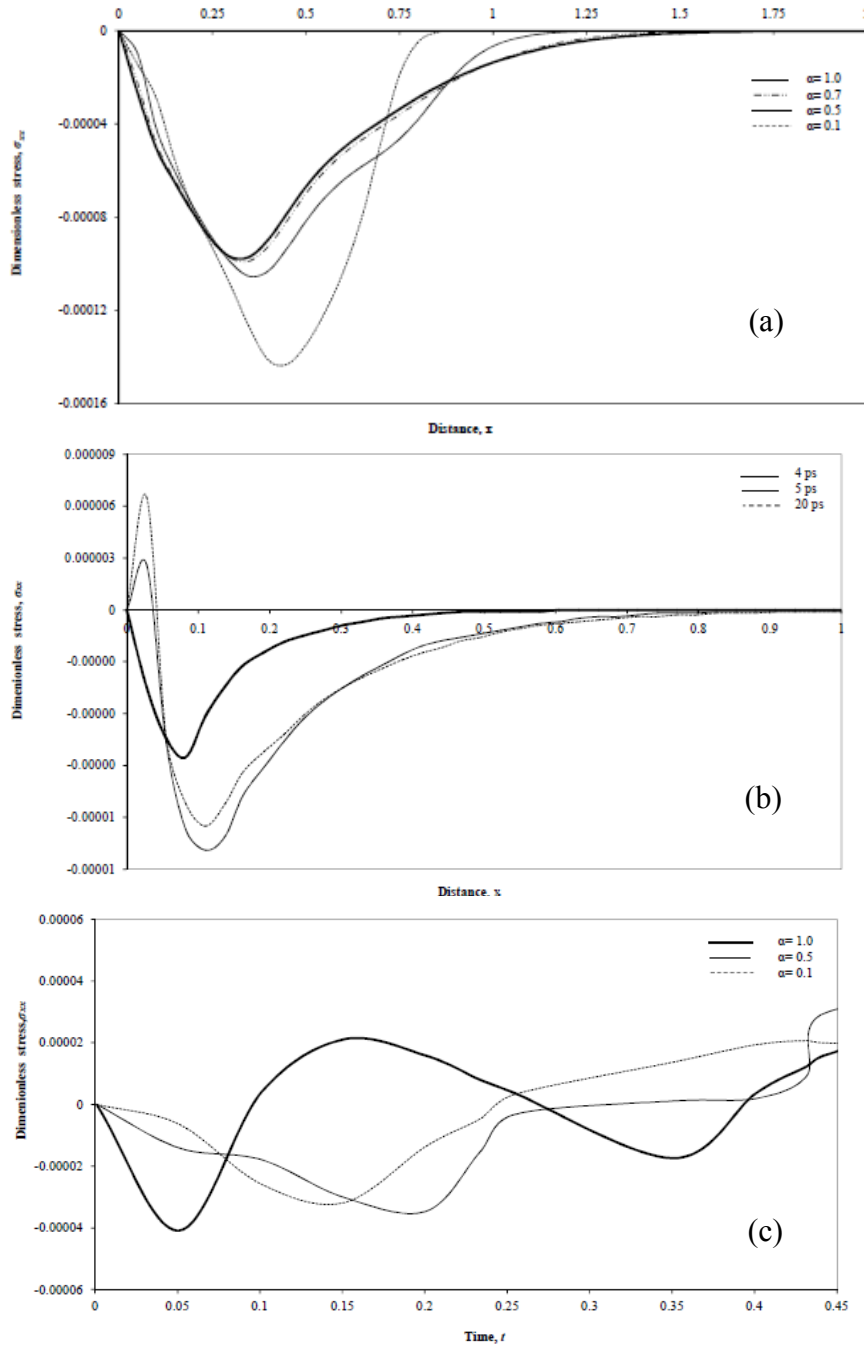 0 0.25 0.5 0.75 1 1.25 1.5 1.75 2
0
-0.00004
-0.00008
-0.00012
-0.00016
Dimensionless stress, σxx
α= 1.0
α= 0.7
α= 0.5
α= 0.1
(a)
Distance, x
0.000009
0.000006
0.000003
0
-0.00000
-0.00000
-0.00000
-0.00001
-0.00001
Dimenionless stress, σxx
4 ps
5 ps
20 ps
0 0.1 0.2 0.3 0.4 0.5 0.6 0.7 0.8 0.9 1
(b)
Distance, x
0.00006
0.00004
0.00002
0
-0.00002
-0.00004
-0.00006
Dimenionless stress,σxx
α= 1.0
α= 0.5
α= 0.1
(c)
0 0.05 0.1 0.15 0.2 0.25 0.3 0.35 0.4 0.45
Time, t